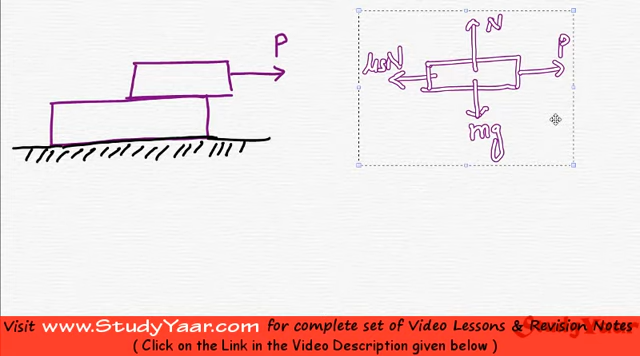 P
N
μsN
P
mg
Visit www.StudyYaar.com for complete set of Video Lessons & Revision Notes
StudyYaar
( Click on the Link in the Video Description given below )